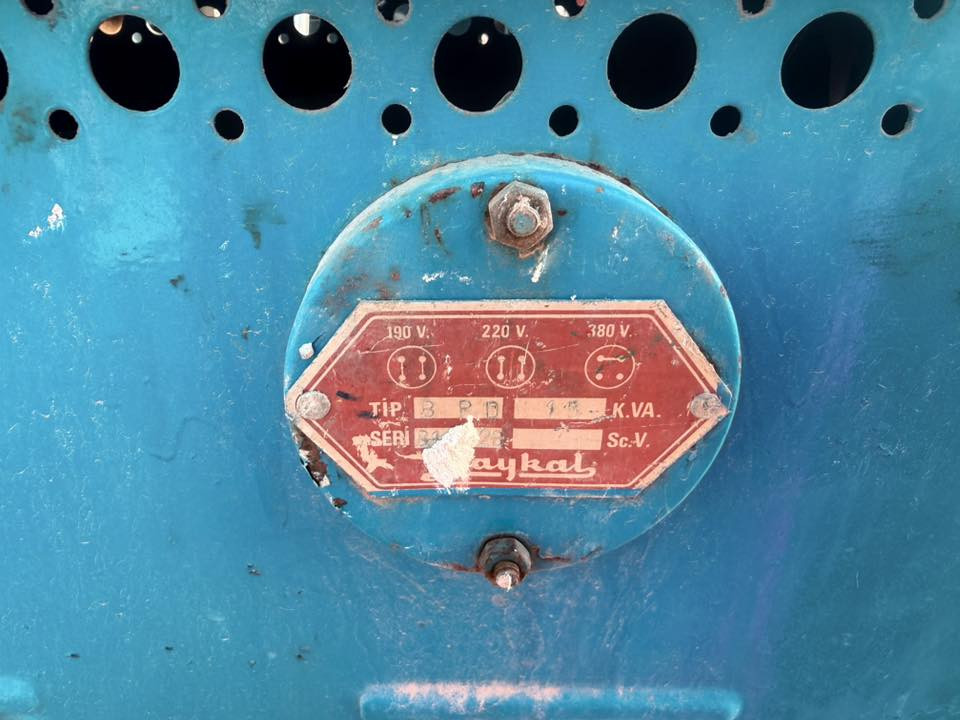 190 V. 220 V. 380 V.
TİP B R B K.VA.
SERİ Sc.V.
Baykal